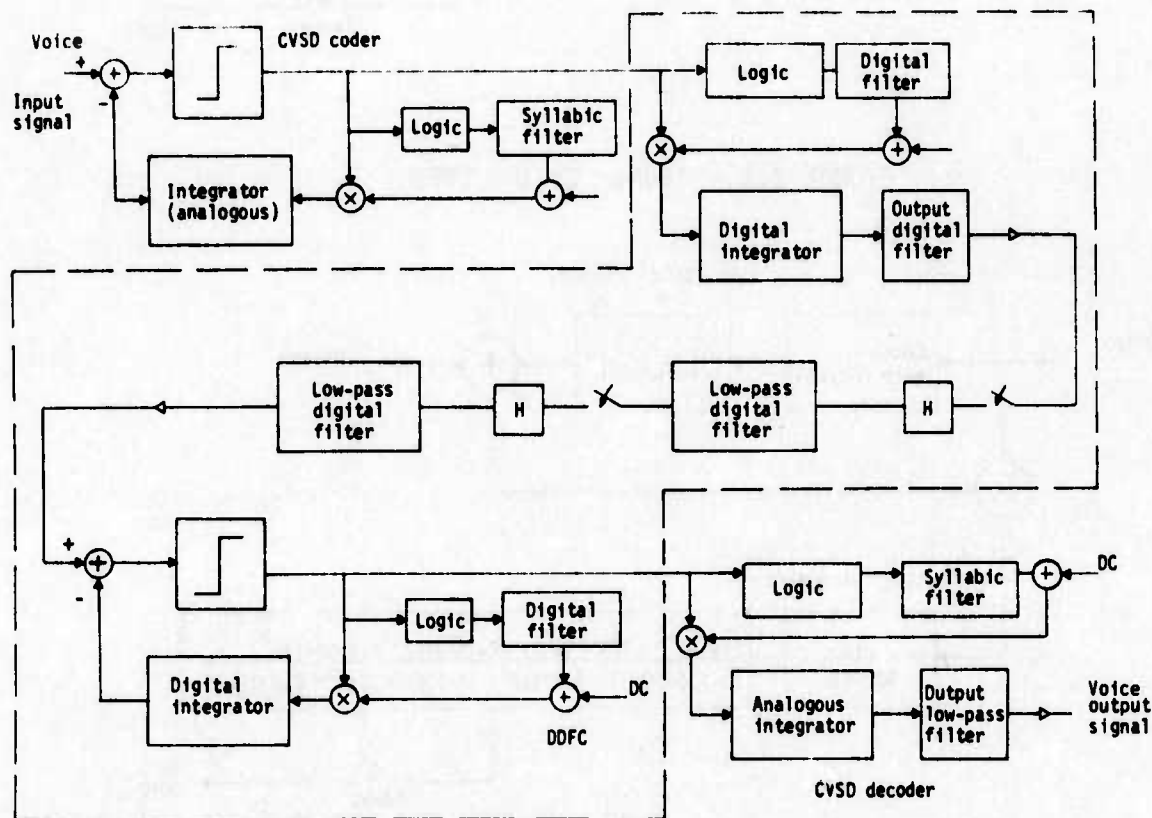 Voice
+
-
Input
signal
CVSD coder
Logic
Syllabic
filter
Integrator
(analogous)
+
×
+
Logic
Digital
filter
×
+
Digital
integrator
Output
digital
filter
Low-pass
digital
filter
H
Low-pass
digital
filter
H
+
-
+
Logic
Digital
filter
Digital
integrator
×
+
DC
DDFC
Logic
Syllabic
filter
+
DC
×
Analogous
integrator
Output
low-pass
filter
Voice
output
signal
CVSD decoder